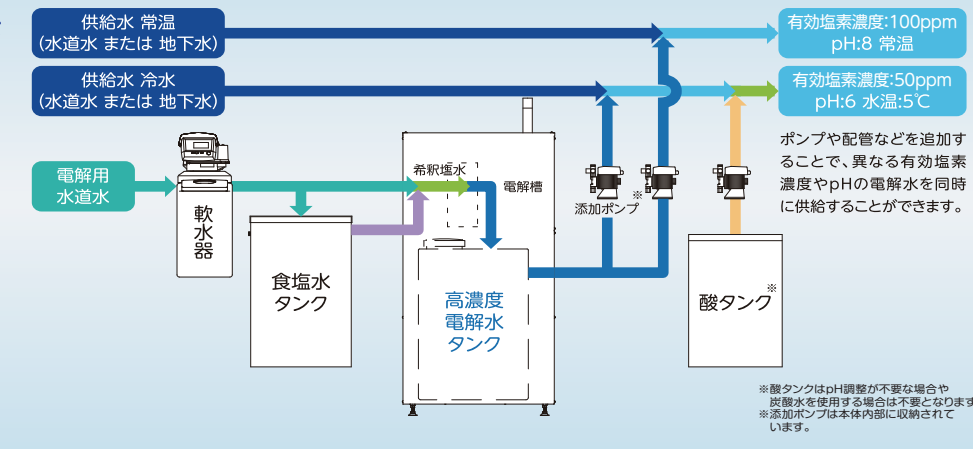 供給水 常温
(水道水 または 地下水)
有効塩素濃度:100ppm
pH:8 常温
供給水 冷水
(水道水 または 地下水)
有効塩素濃度:50ppm
pH:6 水温:5℃
ポンプや配管などを追加す
ることで、異なる有効塩素
濃度やpHの電解水を同時
に供給することができます。
電解用
水道水
軟水器
希釈塩水
電解槽
添加ポンプ※
食塩水
タンク
高濃度
電解水
タンク
酸タンク※
※酸タンクはpH調整が不要な場合や
炭酸水を使用する場合は不要となります
※添加ポンプは本体内部に収納されて
います。